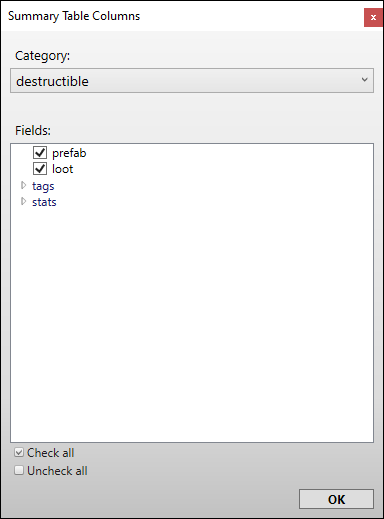 Summary Table Columns
x
Category:
destructible
Fields:
prefab
loot
tags
stats
Check all
Uncheck all
OK